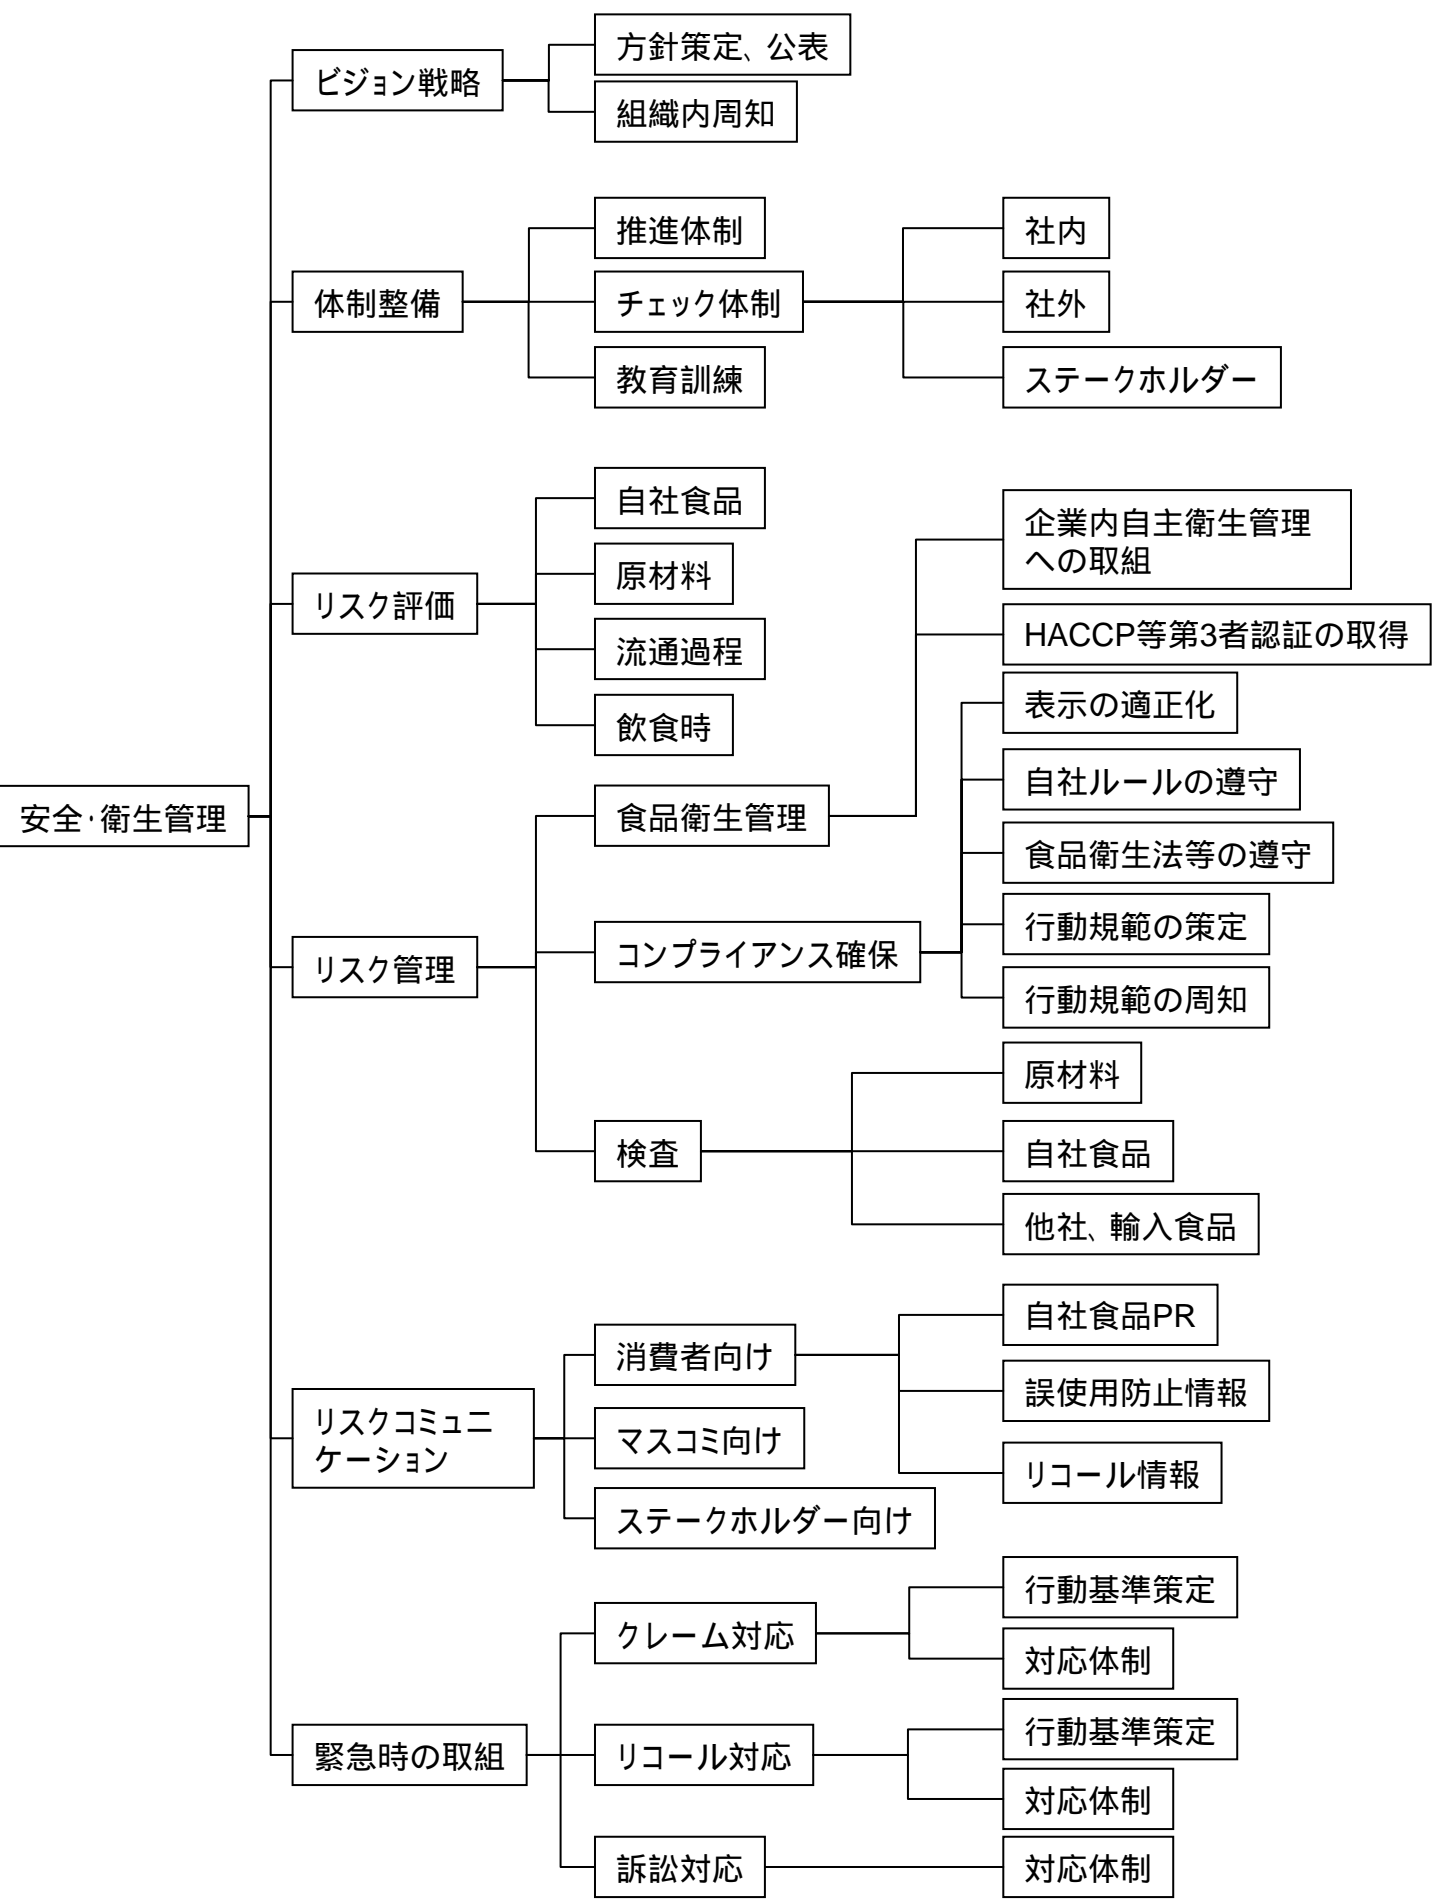 安全・衛生管理
ビジョン戦略
方針策定、公表
組織内周知
体制整備
推進体制
チェック体制
社内
社外
ステークホルダー
教育訓練
リスク評価
自社食品
原材料
流通過程
飲食時
リスク管理
食品衛生管理
企業内自主衛生管理
への取組
HACCP等第3者認証の取得
コンプライアンス確保
表示の適正化
自社ルールの遵守
食品衛生法等の遵守
行動規範の策定
行動規範の周知
検査
原材料
自社食品
他社、輸入食品
リスクコミュニ
ケーション
消費者向け
自社食品PR
誤使用防止情報
リコール情報
マスコミ向け
ステークホルダー向け
緊急時の取組
クレーム対応
行動基準策定
対応体制
リコール対応
行動基準策定
対応体制
訴訟対応
対応体制